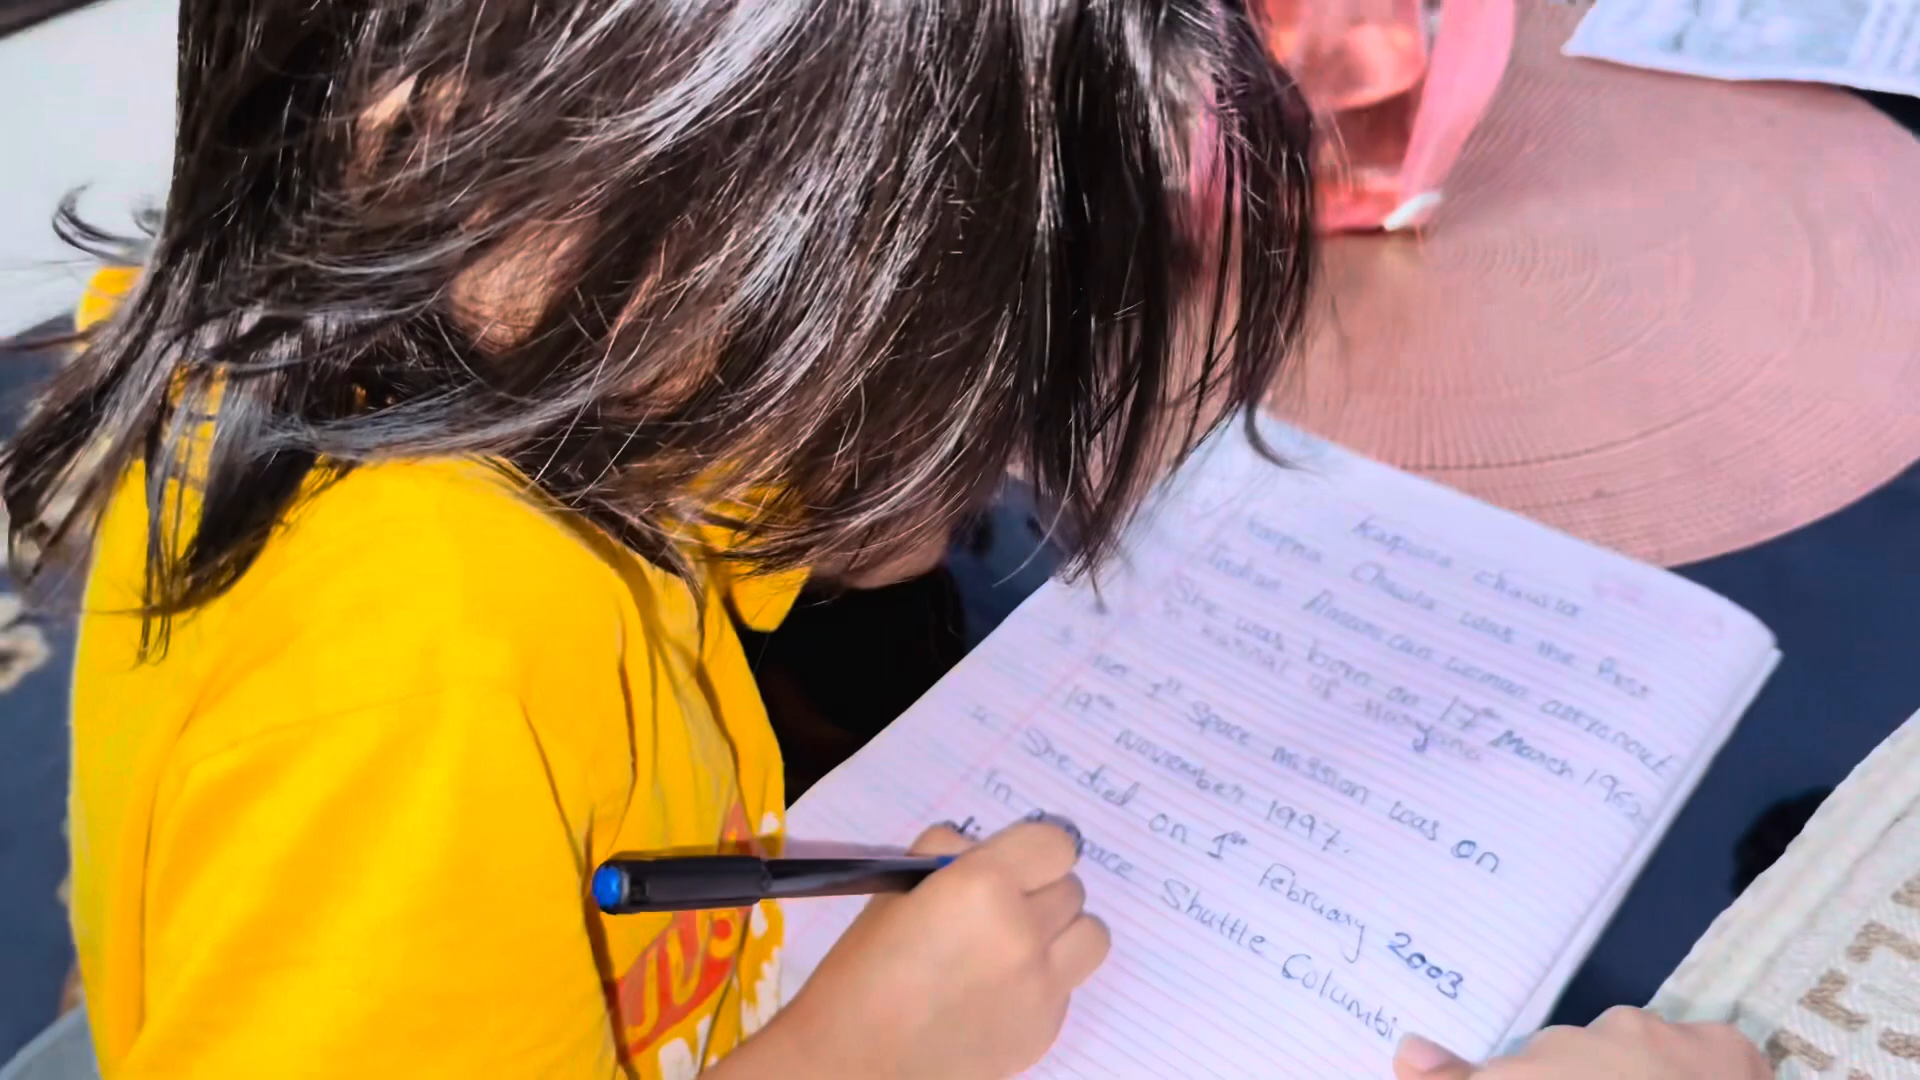 Kalpana Chawla
Kalpna Chawla was the first
Indian American woman astronaut
She was born on 17th March 1962
in Karnal of Haryana
Her 1st Space mission was on
19th November 1997.
She died on 1st February 2003
In Space Shuttle Columbi
di